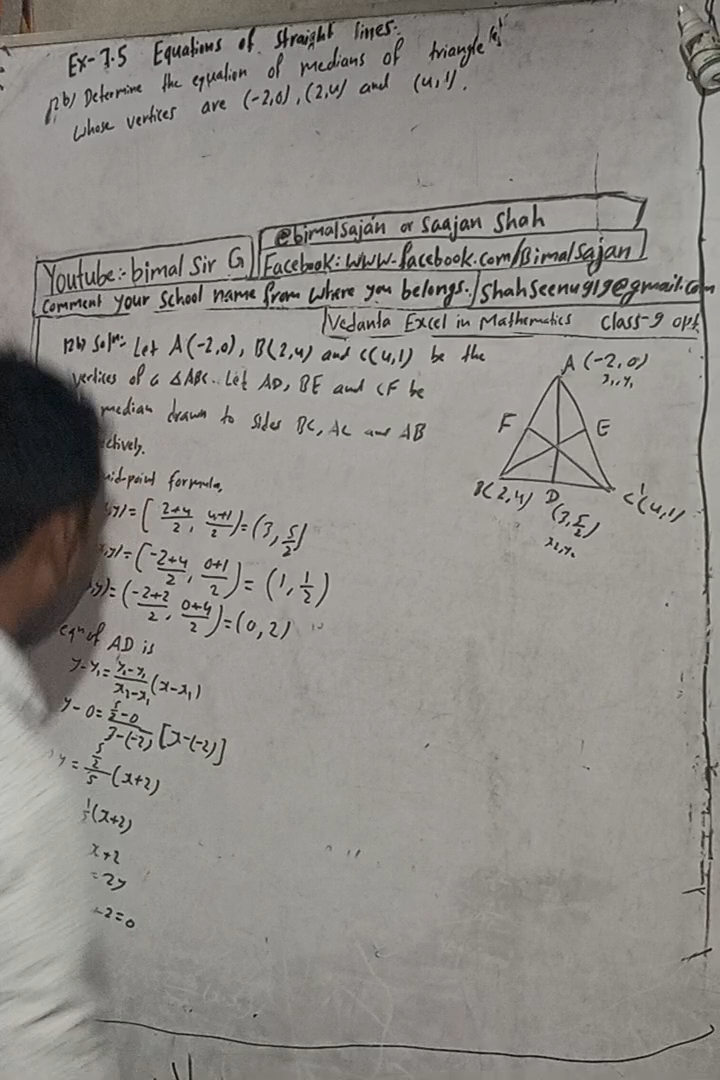 Ex-7.5 Equations of straight lines.
12b) Determine the equation of medians of triangle [4]
whose vertices are (-2,0), (2,4) and (4,1).
@bimalsajan or Saajan Shah
Youtube:- bimal Sir G
Facebook: www.facebook.com/Bimalsajan
Comment your school name from where you belongs.
Shahseenu919@gmail.com
Vedanta Excel in Mathematics class-9 opt
12b) Solⁿ: Let A(-2,0), B(2,4) and C(4,1) be the
vertices of a ΔABC. Let AD, BE and CF be
median drawn to sides BC, AC and AB
ctively.
id-point formula,
,y)=[2+4/2, 4+1/2)=(3, 5/2)
,y)=(-2+4/2, 0+1/2)=(1, 1/2)
,y)=(-2+2/2, 0+4/2)=(0,2)
eqn of AD is
y-y₁=y₂-y₁/x₂-x₁(x-x₁)
y-0=5/2-0/3-(-2)[x-(-2)]
y=5/2/5(x+2)
(x+2)
x+2
=2y
-2=0
A(-2,0)
x₁,y₁
F
E
B(2,4)
D
C(4,1)
(3,5/2)
x₂,y₂